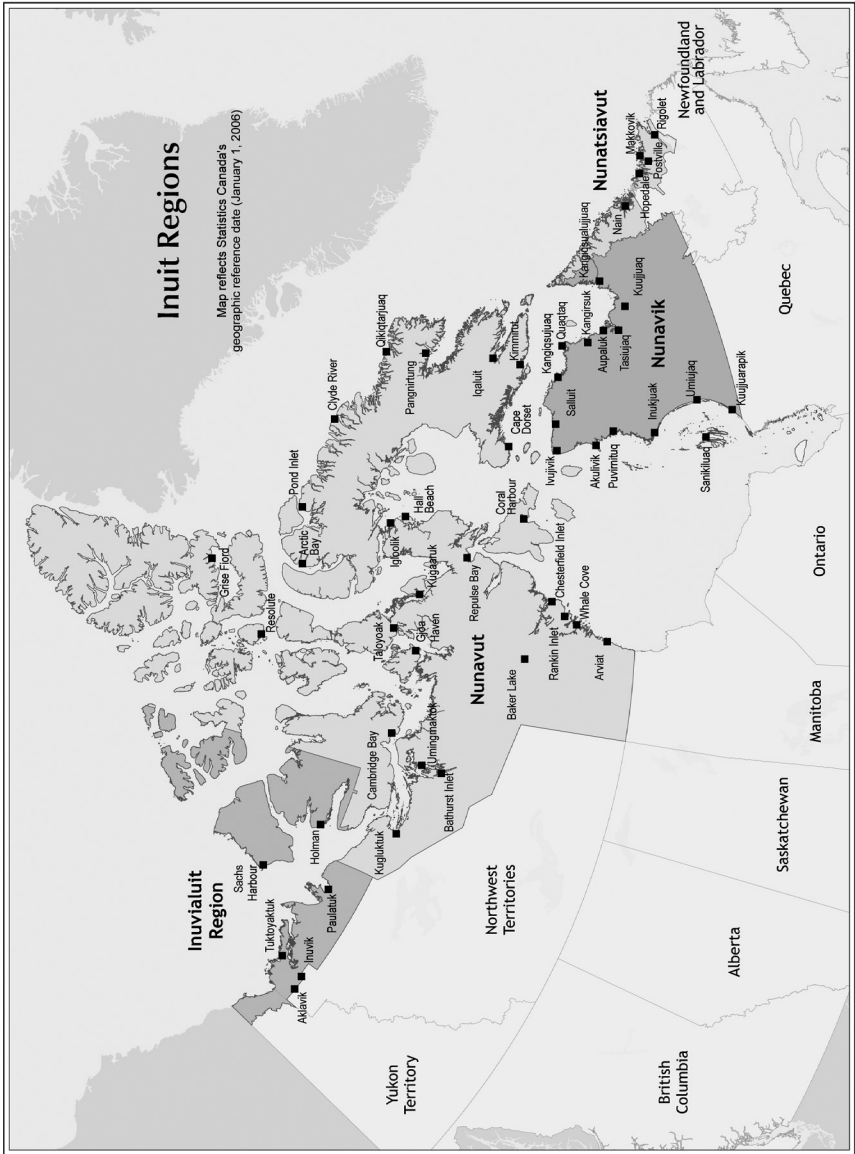 Inuit Regions
Map reflects Statistics Canada's
geographic reference date (January 1, 2006)
Inuvialuit
Region
Sachs
Harbour
Tuktoyaktuk
Inuvik
Aklavik
Paulatuk
Holman
Yukon
Territory
Northwest
Territories
British
Columbia
Alberta
Saskatchewan
Manitoba
Ontario
Quebec
Newfoundland
and Labrador
Nunavut
Kugluktuk
Cambridge Bay
Umingmaktok
Bathurst Inlet
Resolute
Grise Fiord
Arctic
Bay
Pond Inlet
Clyde River
Qikiqtarjuaq
Pangnirtung
Iqaluit
Kimmirut
Cape
Dorset
Igloolik
Hall
Beach
Taloyoak
Gjoa
Haven
Kugaaruk
Repulse Bay
Coral
Harbour
Chesterfield Inlet
Rankin Inlet
Whale Cove
Baker Lake
Arviat
Sanikiluaq
Nunavik
Ivujivik
Salluit
Kangiqsujuaq
Quaqtaq
Akulivik
Puvirnituq
Kangirsuk
Aupaluk
Tasiujaq
Kuujjuaq
Kangiqsualujjuaq
Inukjuak
Umiujaq
Kuujjuarapik
Nunatsiavut
Nain
Hopedale
Makkovik
Postville
Rigolet